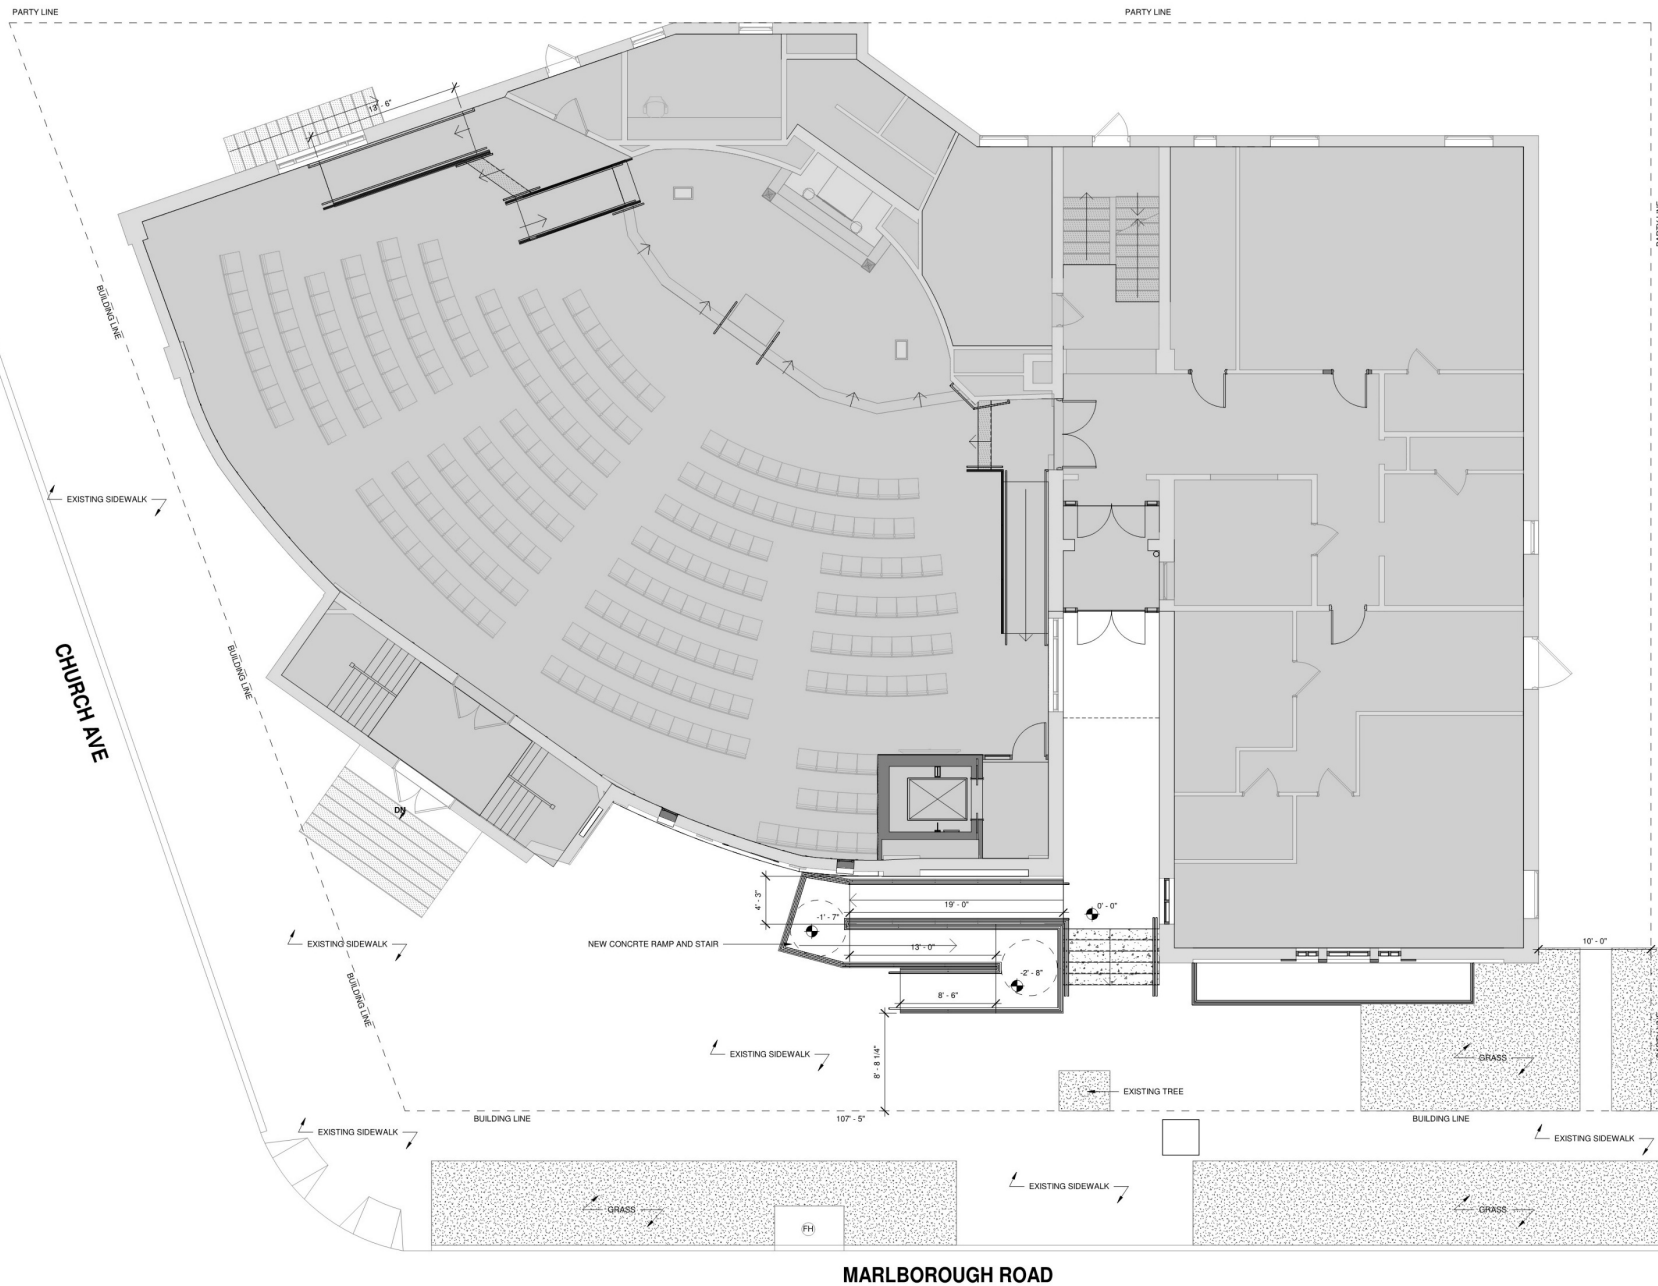 PARTY LINE
PARTY LINE
13' - 6"
PARTY LINE
BUILDING LINE
EXISTING SIDEWALK
CHURCH AVE
BUILDING LINE
DN
4' - 3"
19' - 0"
0' - 0"
-1' - 7"
NEW CONCRTE RAMP AND STAIR
13' - 0"
EXISTING SIDEWALK
10' - 0"
-2' - 8"
8' - 6"
BUILDING LINE
EXISTING SIDEWALK
8' - 8 1/4"
GRASS
EXISTING TREE
BUILDING LINE
107' - 5"
BUILDING LINE
EXISTING SIDEWALK
EXISTING SIDEWALK
EXISTING SIDEWALK
GRASS
GRASS
FH
MARLBOROUGH ROAD